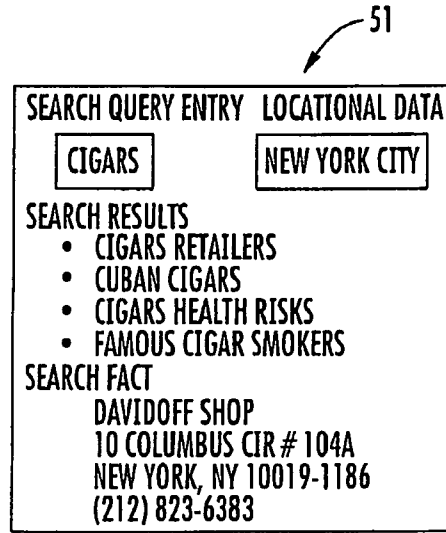 51
SEARCH QUERY ENTRY LOCATIONAL DATA
CIGARS NEW YORK CITY
SEARCH RESULTS
• CIGARS RETAILERS
• CUBAN CIGARS
• CIGARS HEALTH RISKS
• FAMOUS CIGAR SMOKERS
SEARCH FACT
DAVIDOFF SHOP
10 COLUMBUS CIR # 104A
NEW YORK, NY 10019-1186
(212) 823-6383